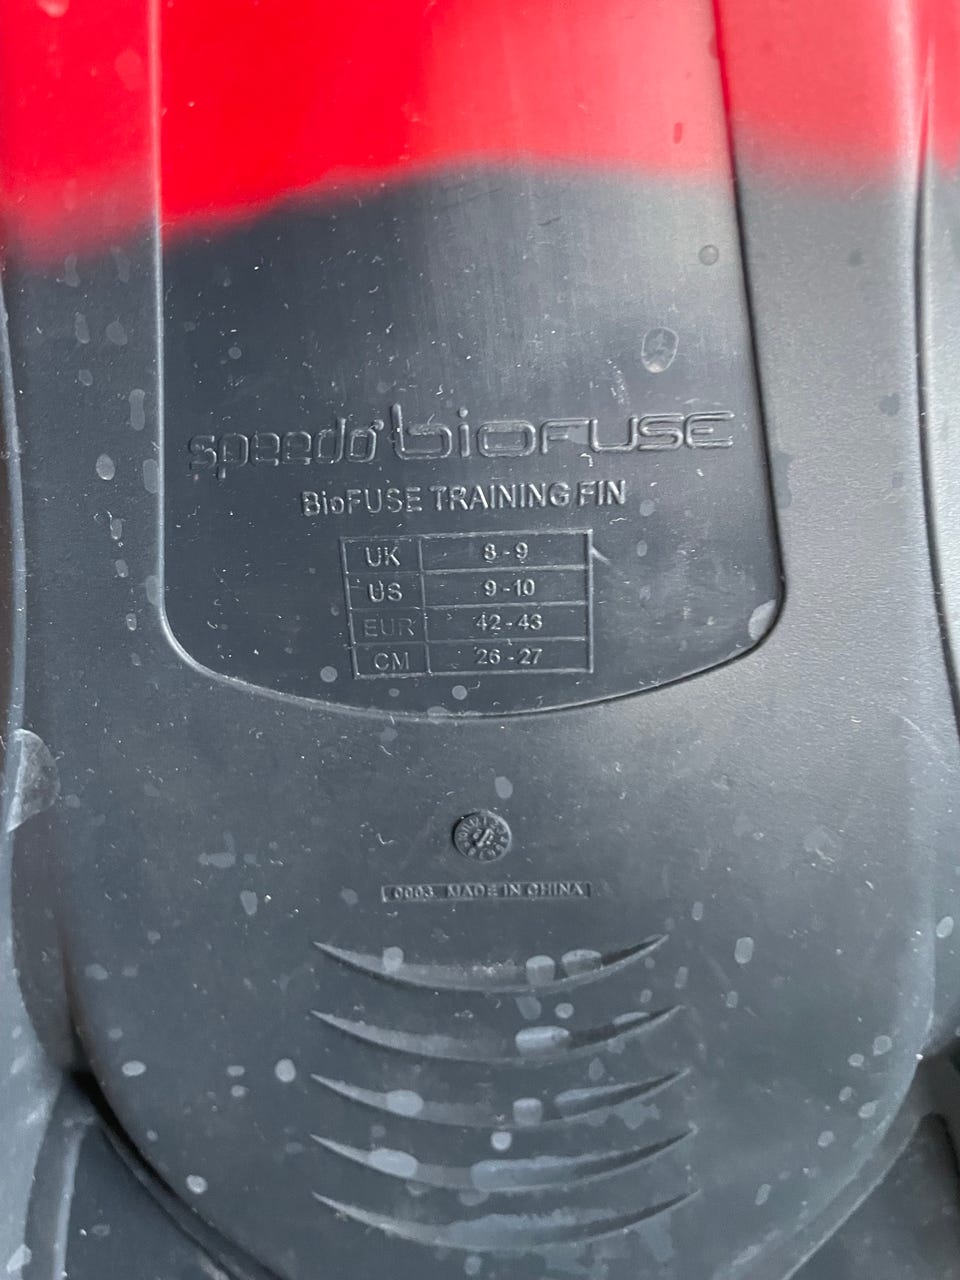 speedo biofuse
BioFUSE TRAINING FIN
UK 8 - 9
US 9 - 10
EUR 42 - 43
CM 26 - 27
MADE IN CHINA